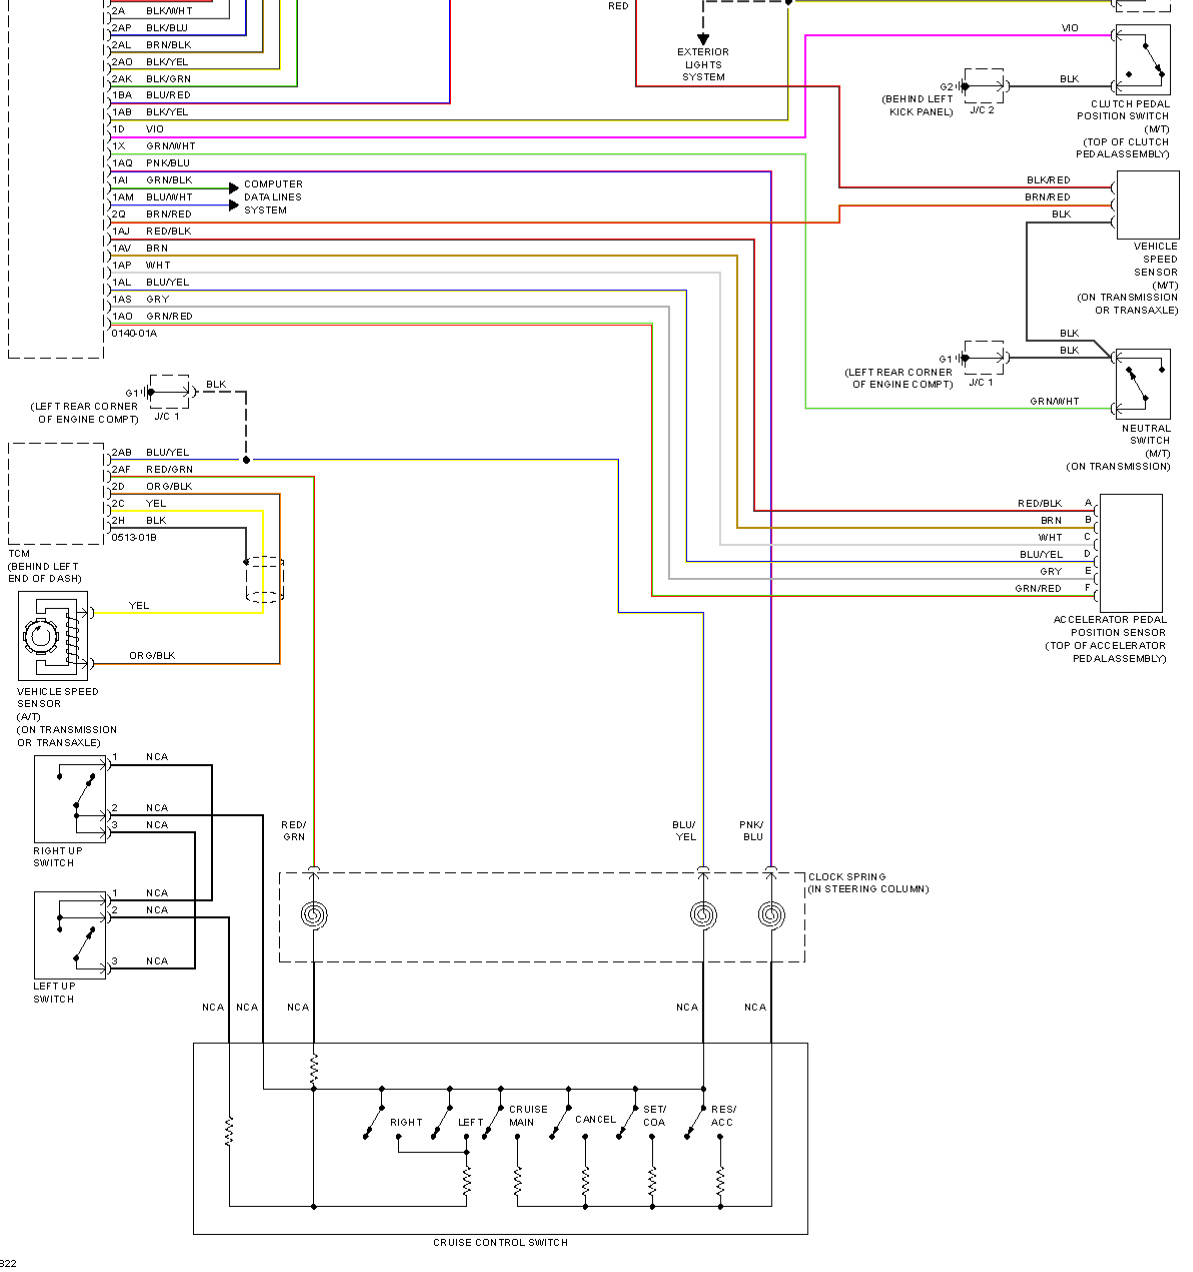 RED
2A BLK/WHT
2AP BLK/BLU
2AL BRN/BLK
2AO BLK/YEL
2AK BLK/GRN
1BA BLU/RED
1AB BLK/YEL
1D VIO
1X GRN/WHT
1AQ PNK/BLU
1AI GRN/BLK
1AM BLU/WHT
2Q BRN/RED
1AJ RED/BLK
1AV BRN
1AP WHT
1AL BLU/YEL
1AS GRY
1AO GRN/RED
0140-01A
COMPUTER
DATA LINES
SYSTEM
EXTERIOR
LIGHTS
SYSTEM
VIO
G2
BLK
(BEHIND LEFT
KICK PANEL)
J/C 2
CLUTCH PEDAL
POSITION SWITCH
(M/T)
(TOP OF CLUTCH
PEDALASSEMBLY)
BLK/RED
BRN/RED
BLK
VEHICLE
SPEED
SENSOR
(M/T)
(ON TRANSMISSION
OR TRANSAXLE)
BLK
BLK
G1
(LEFT REAR CORNER
OF ENGINE COMPT)
J/C 1
GRN/WHT
NEUTRAL
SWITCH
(M/T)
(ON TRANSMISSION)
G1
BLK
(LEFT REAR CORNER
OF ENGINE COMPT)
J/C 1
2AB BLU/YEL
2AF RED/GRN
2D ORG/BLK
2C YEL
2H BLK
0513-01B
TCM
(BEHIND LEFT
END OF DASH)
RED/BLK A
BRN B
WHT C
BLU/YEL D
GRY E
GRN/RED F
ACCELERATOR PEDAL
POSITION SENSOR
(TOP OF ACCELERATOR
PEDALASSEMBLY)
YEL
ORG/BLK
VEHICLE SPEED
SENSOR
(A/T)
(ON TRANSMISSION
OR TRANSAXLE)
1 NCA
2 NCA
3 NCA
RIGHT UP
SWITCH
1 NCA
2 NCA
3 NCA
LEFT UP
SWITCH
RED/
GRN
BLU/
YEL
PNK/
BLU
CLOCK SPRING
(IN STEERING COLUMN)
NCA NCA NCA NCA NCA
RIGHT
LEFT
CRUISE
MAIN
CANCEL
SET/
COA
RES/
ACC
CRUISE CONTROL SWITCH
822